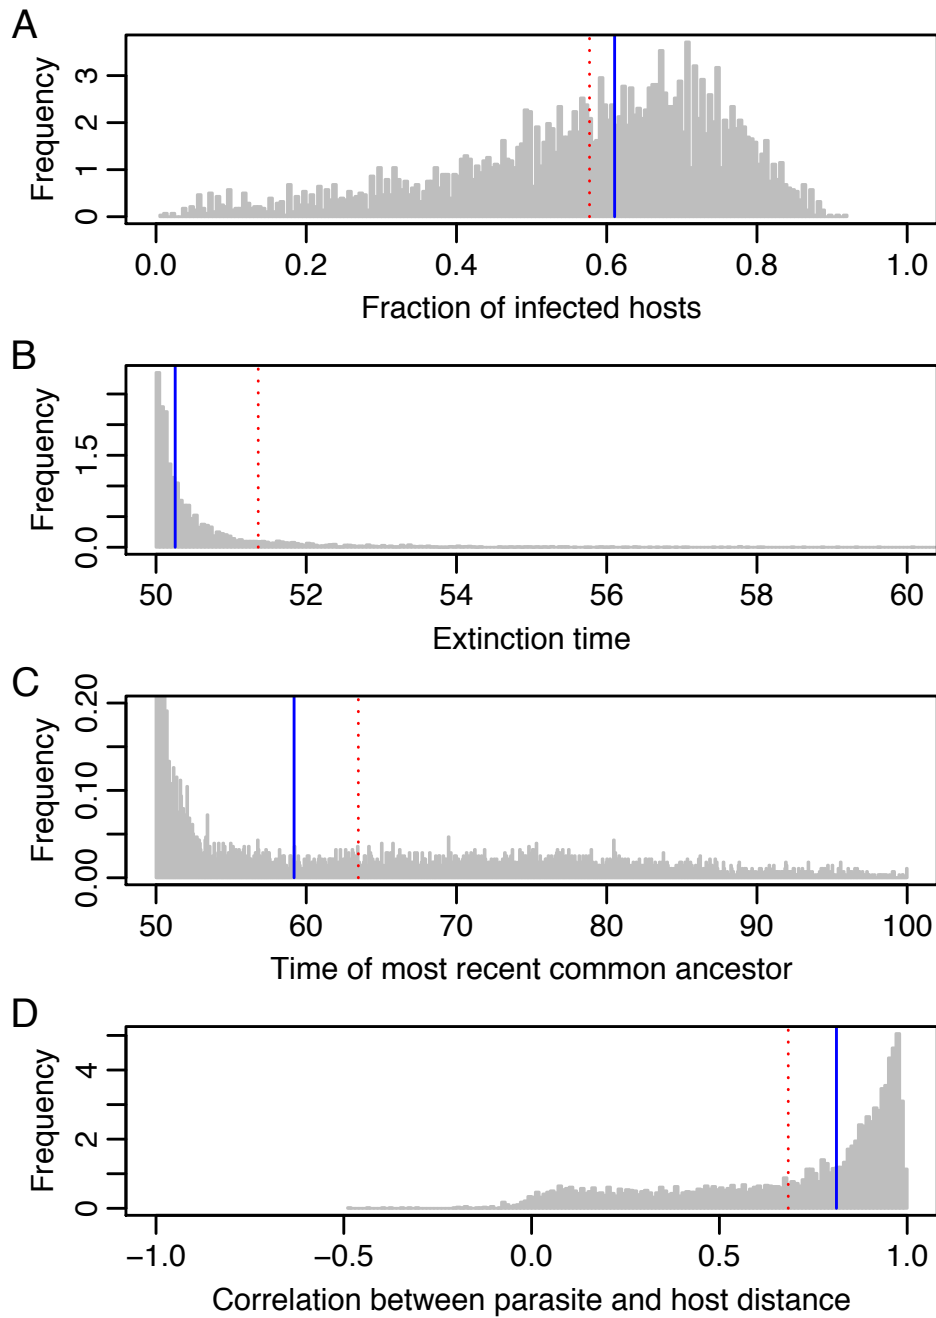 A
Frequency
0 1 2 3
0.0 0.2 0.4 0.6 0.8 1.0
Fraction of infected hosts
B
Frequency
0.0 1.5
50 52 54 56 58 60
Extinction time
C
Frequency
0.00 0.10 0.20
50 60 70 80 90 100
Time of most recent common ancestor
D
Frequency
0 2 4
−1.0 −0.5 0.0 0.5 1.0
Correlation between parasite and host distance